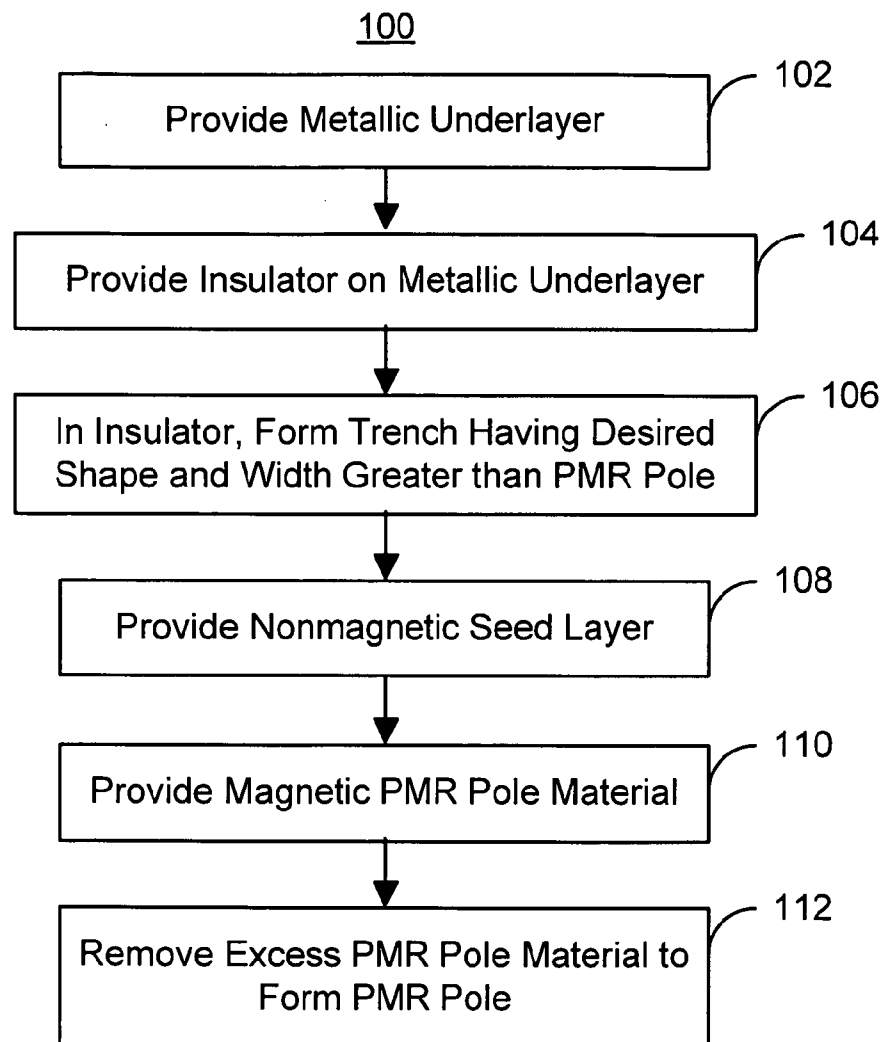 100
102
Provide Metallic Underlayer
104
Provide Insulator on Metallic Underlayer
106
In Insulator, Form Trench Having Desired
Shape and Width Greater than PMR Pole
108
Provide Nonmagnetic Seed Layer
110
Provide Magnetic PMR Pole Material
112
Remove Excess PMR Pole Material to
Form PMR Pole